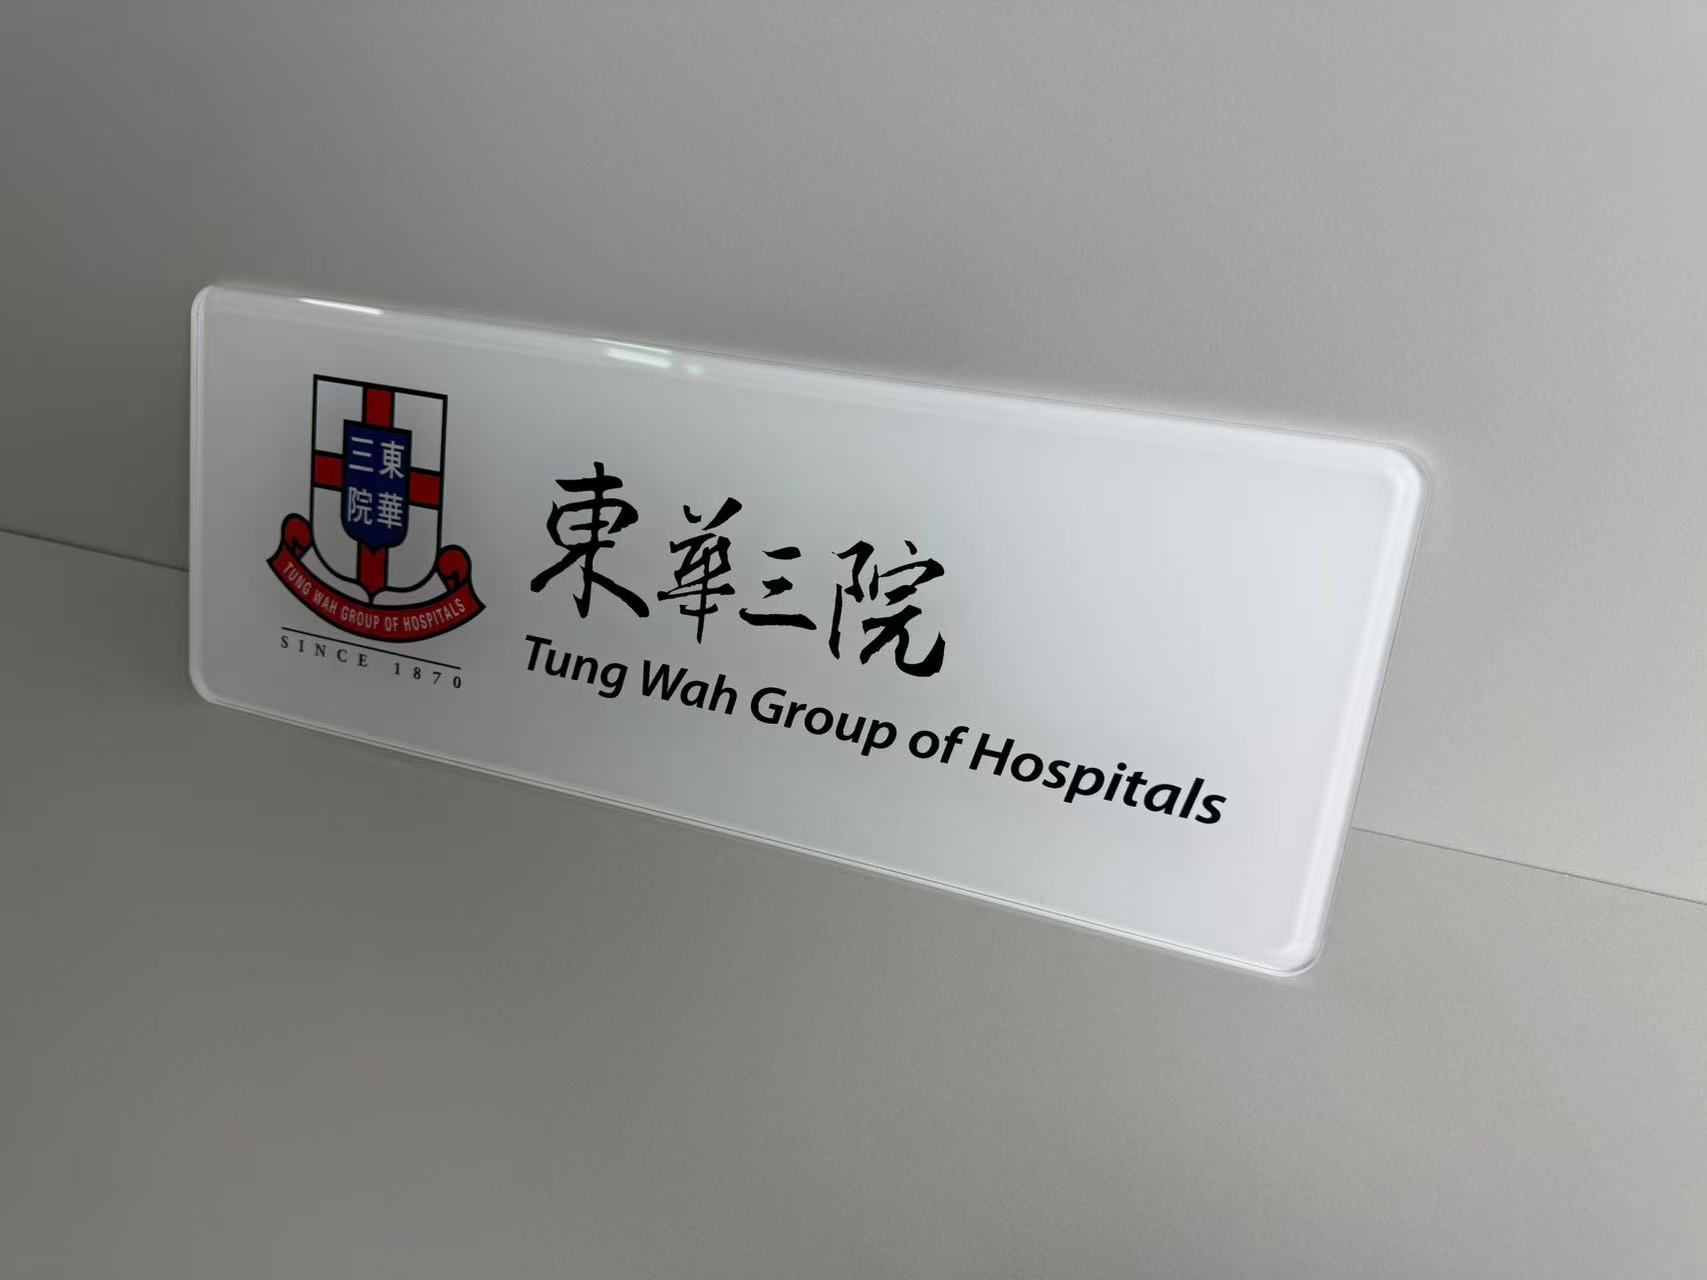 三東
院華
TUNG WAH GROUP OF HOSPITALS
SINCE 1870
東華三院
Tung Wah Group of Hospitals